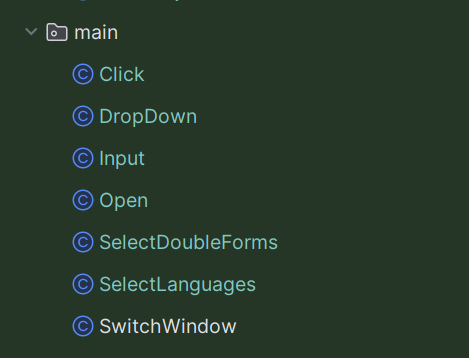 main
Click
DropDown
Input
Open
SelectDoubleForms
SelectLanguages
SwitchWindow